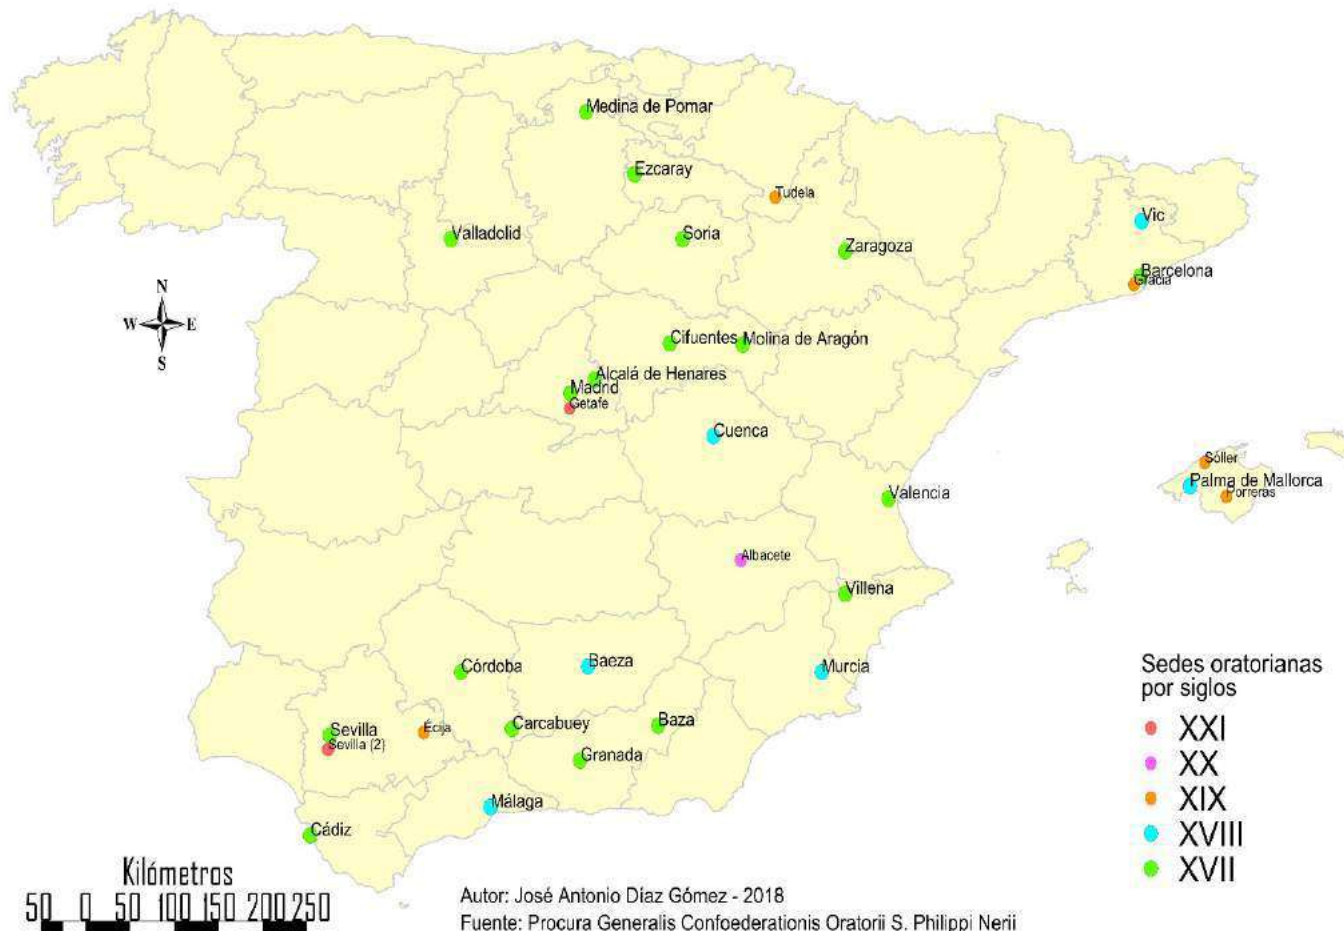 Medina de Pomar
Ezcaray
Tudela
Vic
Valladolid
Soria
Zaragoza
Barcelona
Gracia
N
W E
S
Cifuentes
Molina de Aragón
Alcalá de Henares
Madrid
Getafe
Cuenca
Sóller
Palma de Mallorca
Porreras
Valencia
Albacete
Villena
Córdoba
Baeza
Murcia
Sevilla
Sevilla (2)
Écija
Carcabuey
Baza
Granada
Málaga
Cádiz
Sedes oratorianas
por siglos
XXI
XX
XIX
XVIII
XVII
Kilómetros
50 0 50 100 150 200 250
Autor: José Antonio Díaz Gómez - 2018
Fuente: Procura Generalis Confoederationis Oratorii S. Philippi Nerii